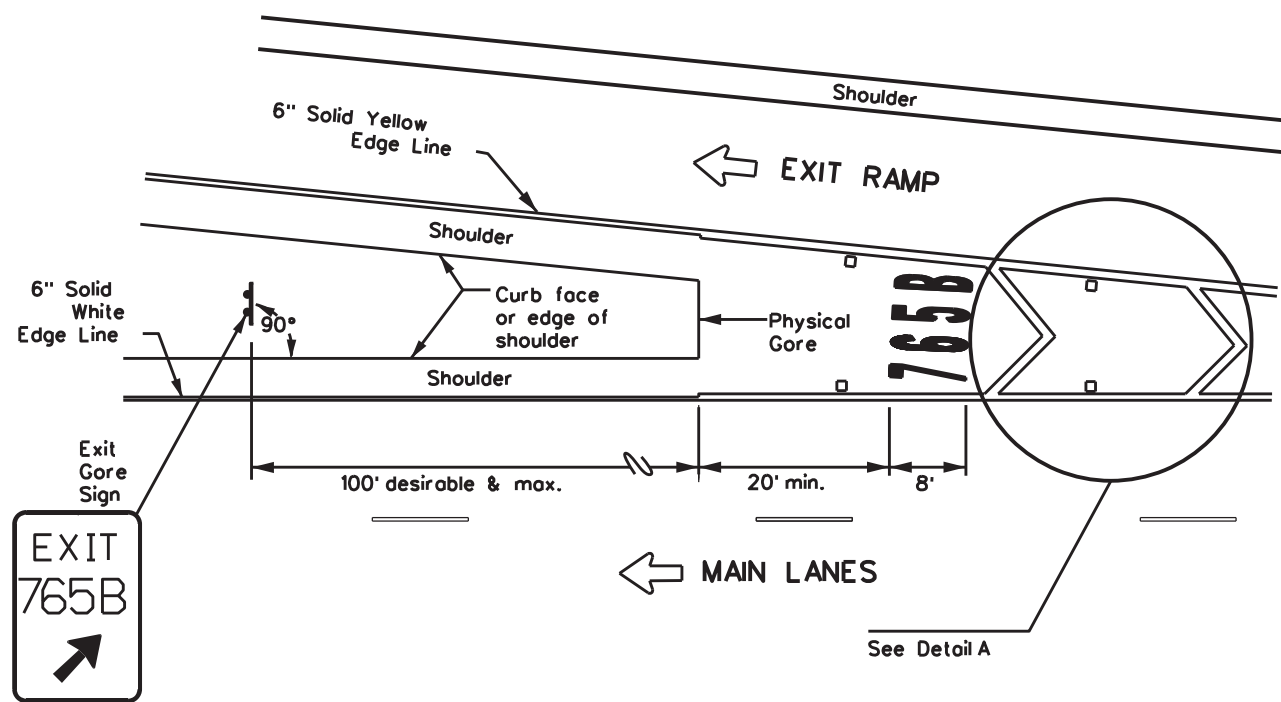 Shoulder
6" Solid Yellow
Edge Line
EXIT RAMP
Shoulder
6" Solid
White
Edge Line
90°
Curb face
or edge of
shoulder
Physical
Gore
765B
Shoulder
Exit
Gore
Sign
100' desirable & max.
20' min.
8'
EXIT
765B
MAIN LANES
See Detail A